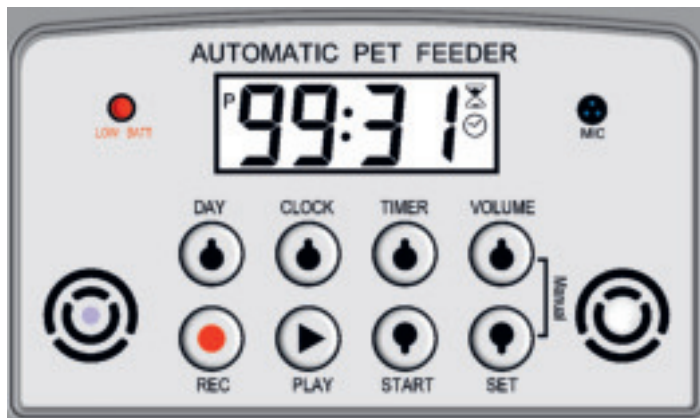 AUTOMATIC PET FEEDER
P 99:31
LOW BATT
MIC
DAY CLOCK TIMER VOLUME
Manual
REC PLAY START SET